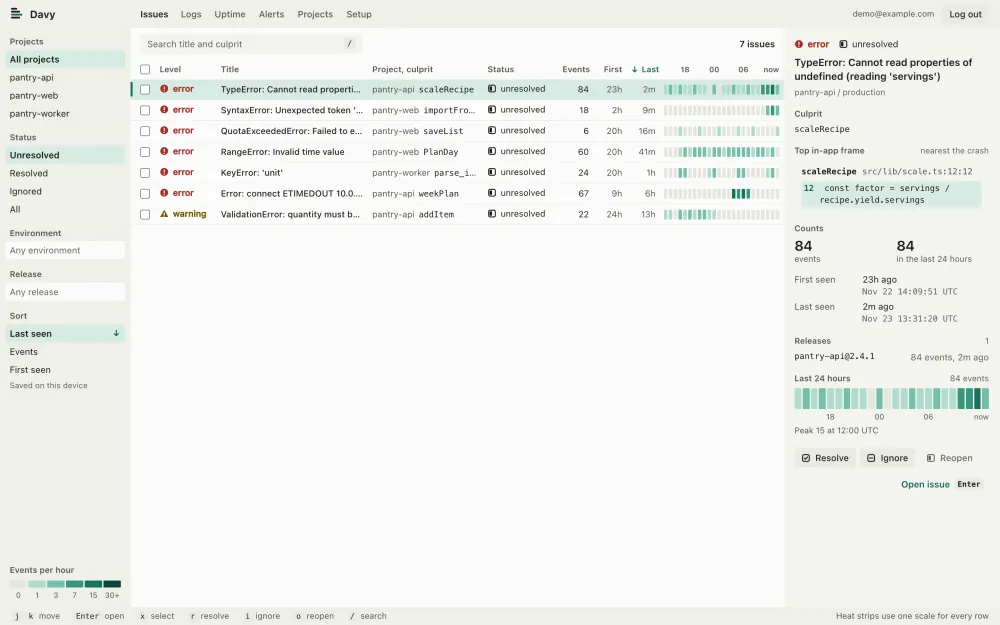 Davy
Issues Logs Uptime Alerts Projects Setup
demo@example.com Log out
Projects
All projects
pantry-api
pantry-web
pantry-worker
Status
Unresolved
Resolved
Ignored
All
Environment
Any environment
Release
Any release
Sort
Last seen ↓
Events
First seen
Saved on this device
Events per hour
0 1 3 7 15 30+
Search title and culprit /
7 issues
Level Title Project, culprit Status Events First ↓ Last 18 00 06 now
error TypeError: Cannot read properti... pantry-api scaleRecipe unresolved 84 23h 2m
error SyntaxError: Unexpected token '... pantry-web importFro... unresolved 18 2h 9m
error QuotaExceededError: Failed to e... pantry-web saveList unresolved 6 20h 16m
error RangeError: Invalid time value pantry-web PlanDay unresolved 60 20h 41m
error KeyError: 'unit' pantry-worker parse_i... unresolved 24 20h 1h
error Error: connect ETIMEDOUT 10.0.... pantry-api weekPlan unresolved 67 9h 6h
warning ValidationError: quantity must b... pantry-api addItem unresolved 22 24h 13h
error unresolved
TypeError: Cannot read properties of
undefined (reading 'servings')
pantry-api / production
Culprit
scaleRecipe
Top in-app frame nearest the crash
scaleRecipe src/lib/scale.ts:12:12
12 const factor = servings /
recipe.yield.servings
Counts
84 84
events in the last 24 hours
First seen 23h ago
Nov 22 14:09:51 UTC
Last seen 2m ago
Nov 23 13:31:20 UTC
Releases 1
pantry-api@2.4.1 84 events, 2m ago
Last 24 hours 84 events
18 00 06 now
Peak 15 at 12:00 UTC
Resolve Ignore Reopen
Open issue Enter
j k move Enter open x select r resolve i ignore o reopen / search
Heat strips use one scale for every row